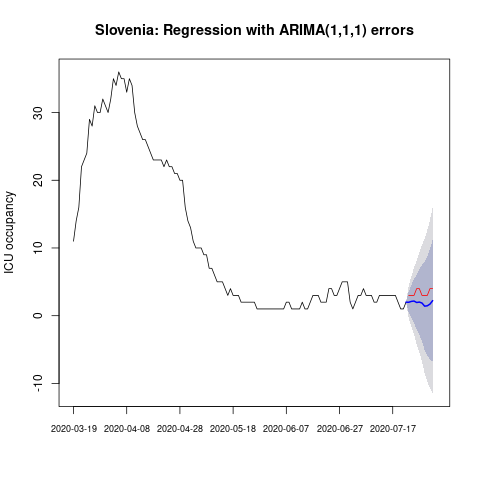 Slovenia: Regression with ARIMA(1,1,1) errors
ICU occupancy
30
20
10
0
-10
2020-03-19 2020-04-08 2020-04-28 2020-05-18 2020-06-07 2020-06-27 2020-07-17